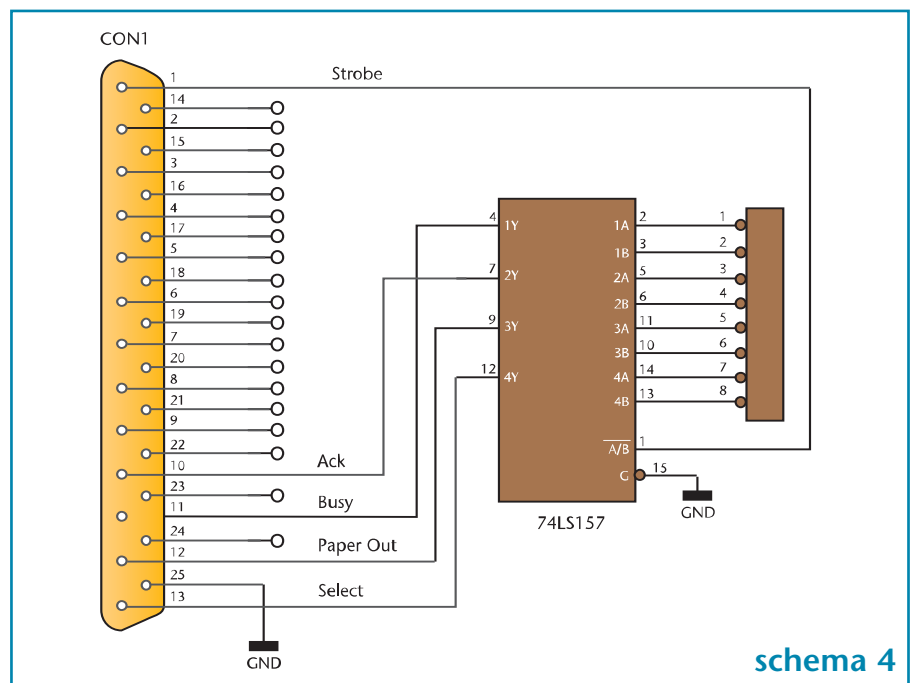 CON1
1 Strobe
14
2
15
3
16
4
17
5
18
6
19
7
20
8
21
9
22
10 Ack
23
11 Busy
24
12 Paper Out
25
13 Select
GND
4 1Y 1A 2 1
1B 3 2
7 2Y 2A 5 3
2B 6 4
9 3Y 3A 11 5
3B 10 6
12 4Y 4A 14 7
4B 13 8
A/B 1
G 15
GND
74LS157
schema 4